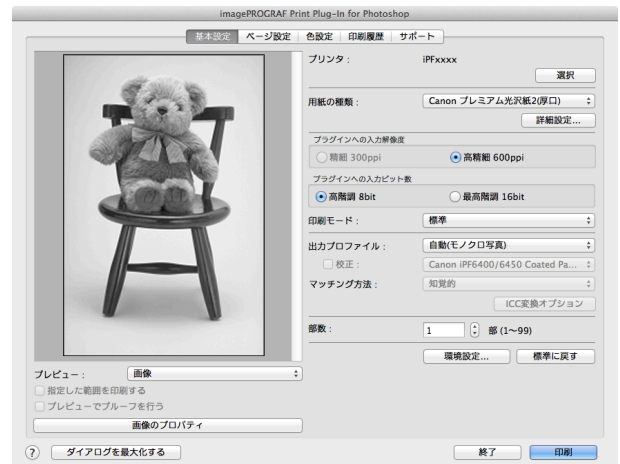 imagePROGRAF Print Plug-In for Photoshop
基本設定 ページ設定 色設定 印刷履歴 サポート
プリンタ： iPFxxxx
選択
用紙の種類： Canon プレミアム光沢紙2(厚口)
詳細設定...
プラグインへの入力解像度
精細 300ppi 高精細 600ppi
プラグインへの入力ビット数
高階調 8bit 最高階調 16bit
印刷モード： 標準
出力プロファイル： 自動(モノクロ写真)
校正： Canon iPF6400/6450 Coated Pa...
マッチング方法： 知覚的
ICC変換オプション
部数： 1 部 (1〜99)
環境設定... 標準に戻す
プレビュー： 画像
指定した範囲を印刷する
プレビューでプルーフを行う
画像のプロパティ
? ダイアログを最大化する 終了 印刷